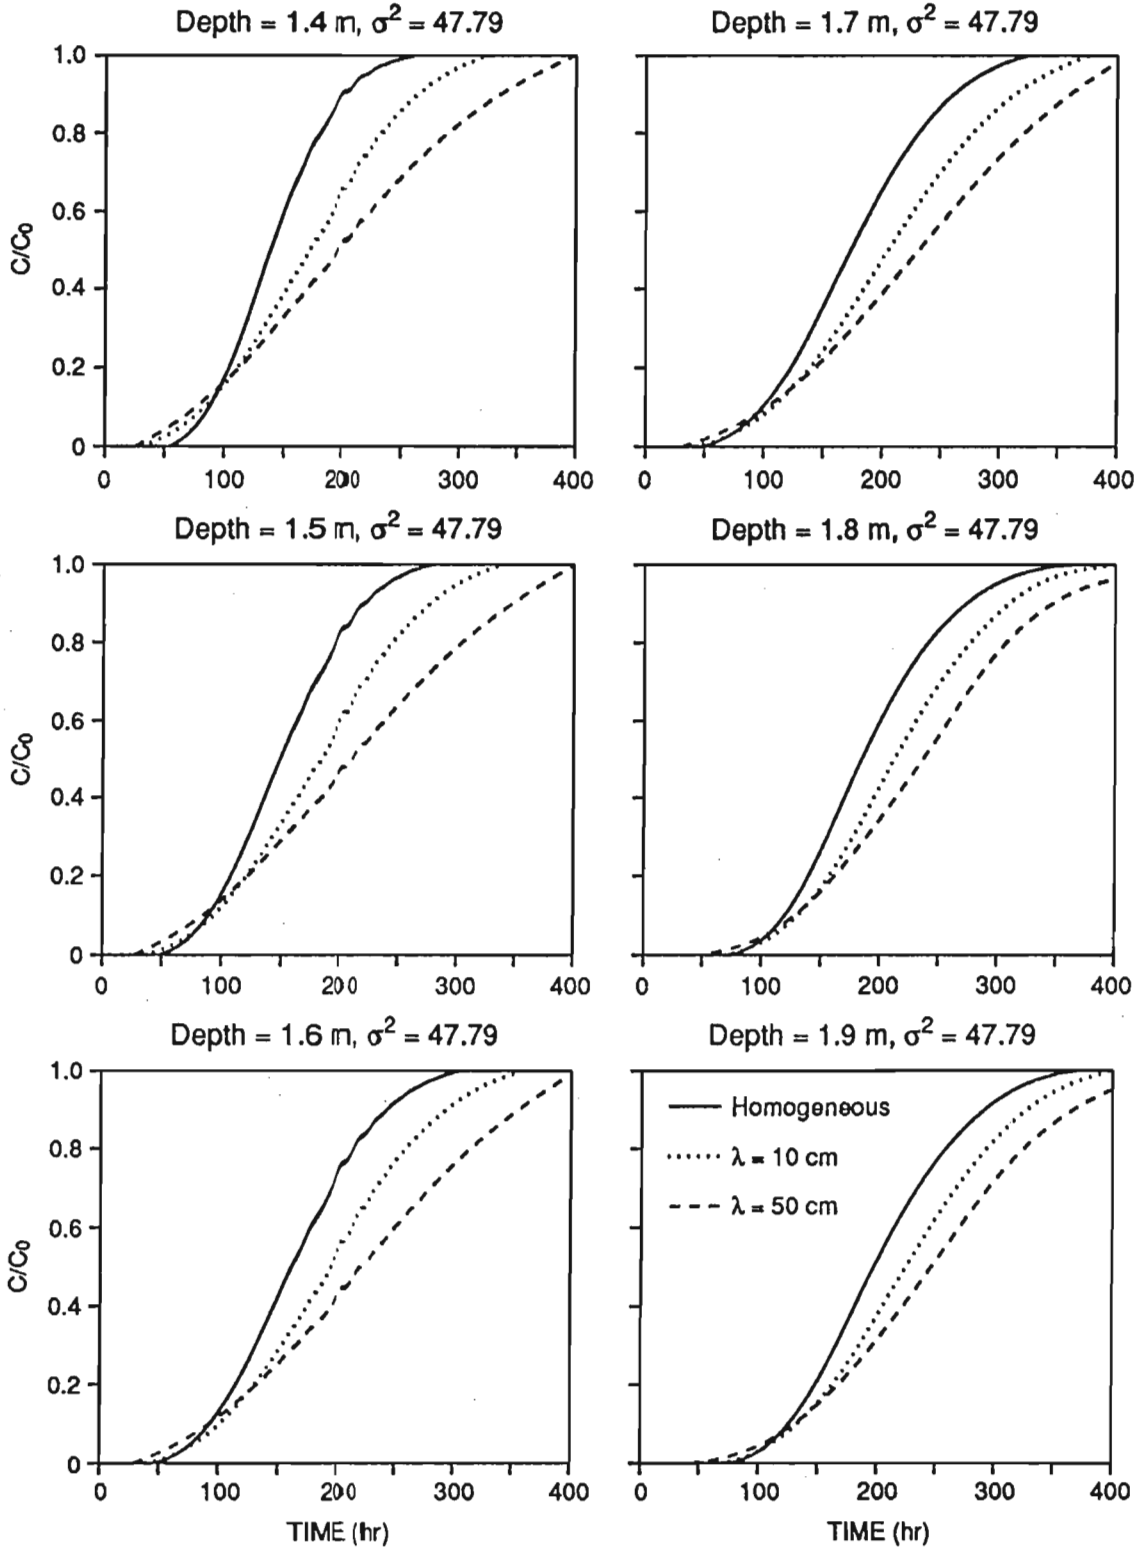 Depth = 1.4 m, σ² = 47.79
1.0
0.8
0.6
0.4
0.2
0
C/C₀
0 100 200 300 400
Depth = 1.7 m, σ² = 47.79
0 100 200 300 400
Depth = 1.5 m, σ² = 47.79
1.0
0.8
0.6
0.4
0.2
0
C/C₀
0 100 200 300 400
Depth = 1.8 m, σ² = 47.79
0 100 200 300 400
Depth = 1.6 m, σ² = 47.79
1.0
0.8
0.6
0.4
0.2
0
C/C₀
0 100 200 300 400
TIME (hr)
Depth = 1.9 m, σ² = 47.79
Homogeneous
λ = 10 cm
λ = 50 cm
0 100 200 300 400
TIME (hr)